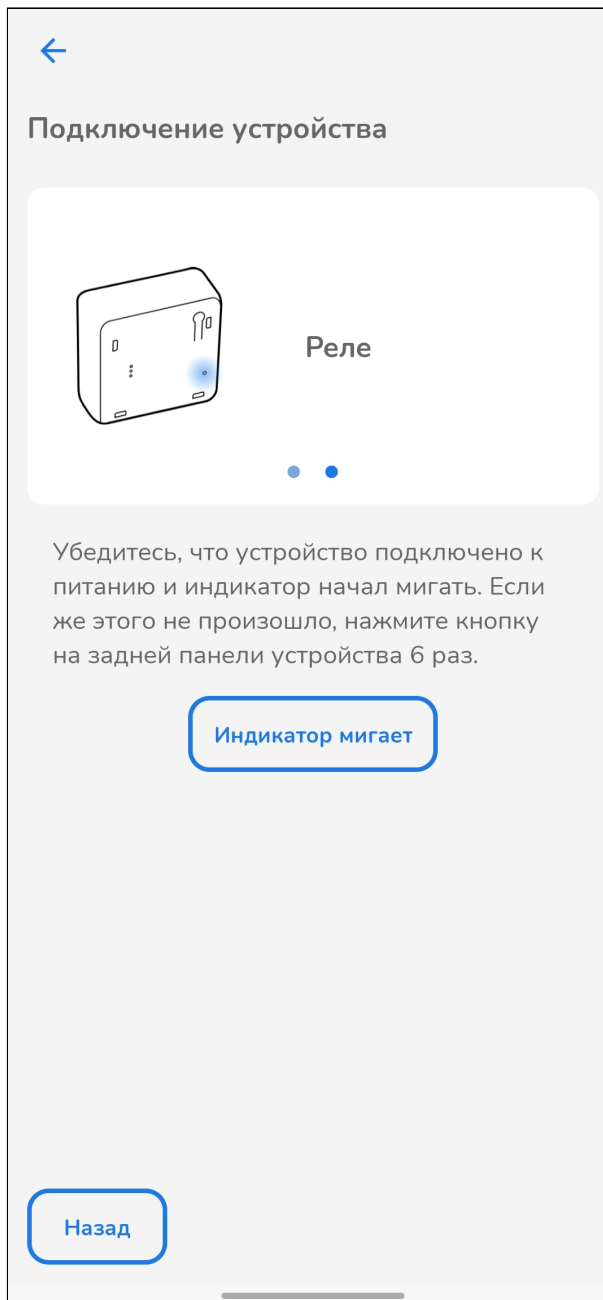 Подключение устройства
Реле
Убедитесь, что устройство подключено к
питанию и индикатор начал мигать. Если
же этого не произошло, нажмите кнопку
на задней панели устройства 6 раз.
Индикатор мигает
Назад